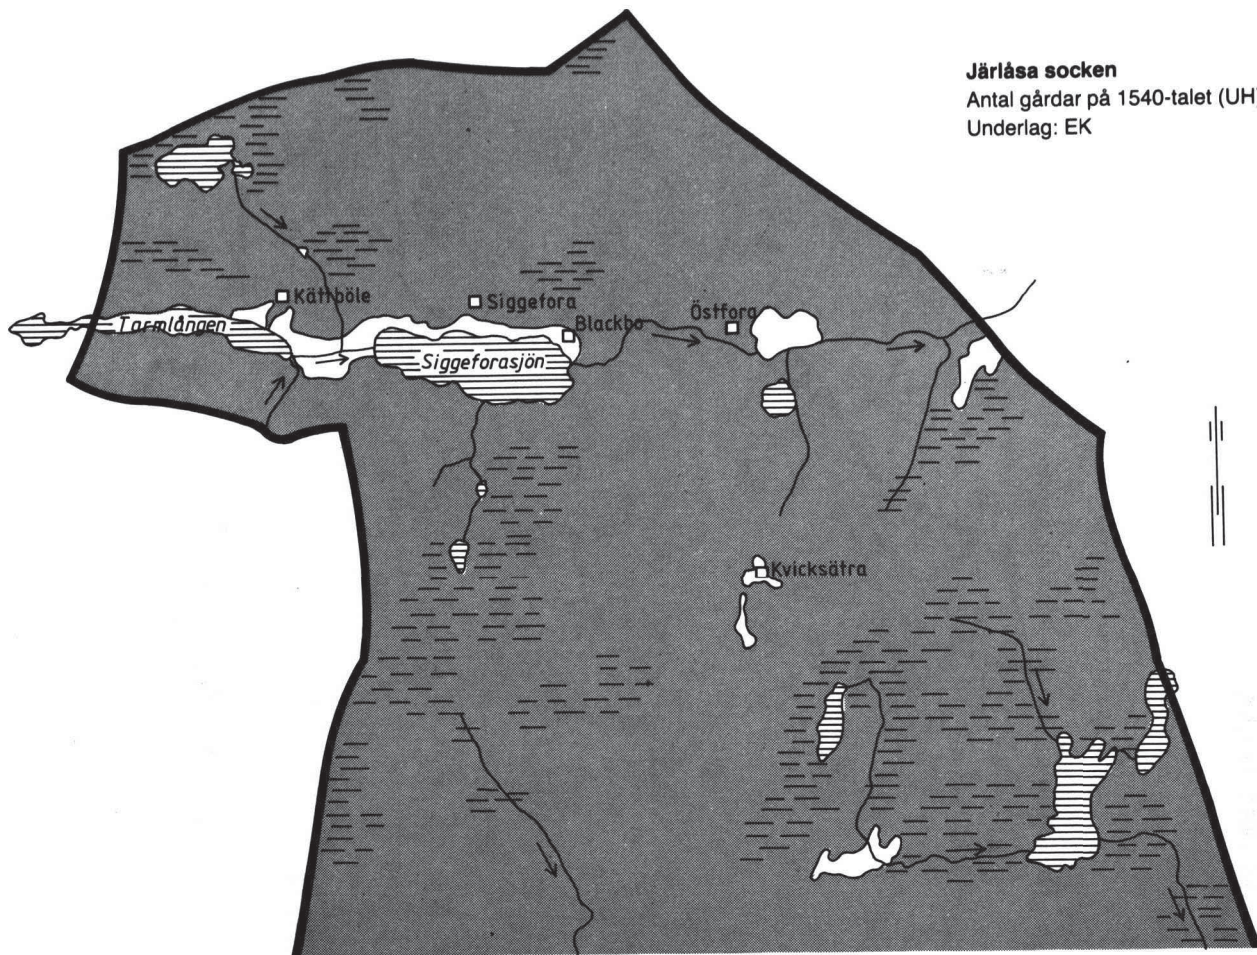 Järlåsa socken
Antal gårdar på 1540-talet (UH
Underlag: EK
Kättböle
Siggefora
Östfora
Tarmlången
Blackbo
Siggeforasjön
Kvicksätra